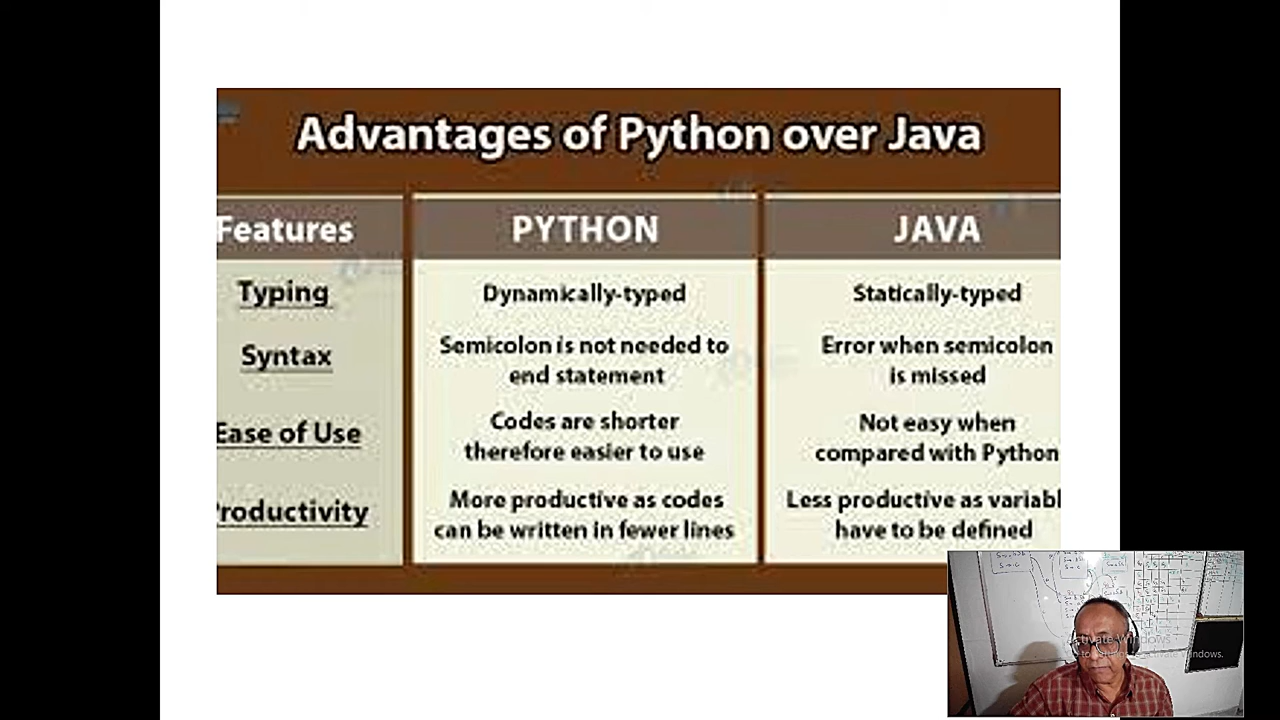 Advantages of Python over Java
Features PYTHON JAVA
Typing Dynamically-typed Statically-typed
Syntax Semicolon is not needed to end statement Error when semicolon is missed
Ease of Use Codes are shorter therefore easier to use Not easy when compared with Python
Productivity More productive as codes can be written in fewer lines Less productive as variabl have to be defined
Activate Windows